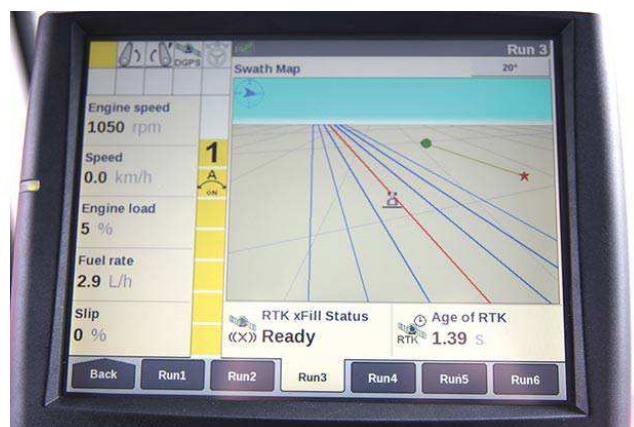 DGPS
Run 3
Swath Map
20°
Engine speed
1050 rpm
1
Speed
0.0 km/h
A
ON
Engine load
5 %
Fuel rate
2.9 L/h
Slip
0 %
RTK xFill Status
((x)) Ready
Age of RTK
RTK 1.39 s
Back Run1 Run2 Run3 Run4 Run5 Run6